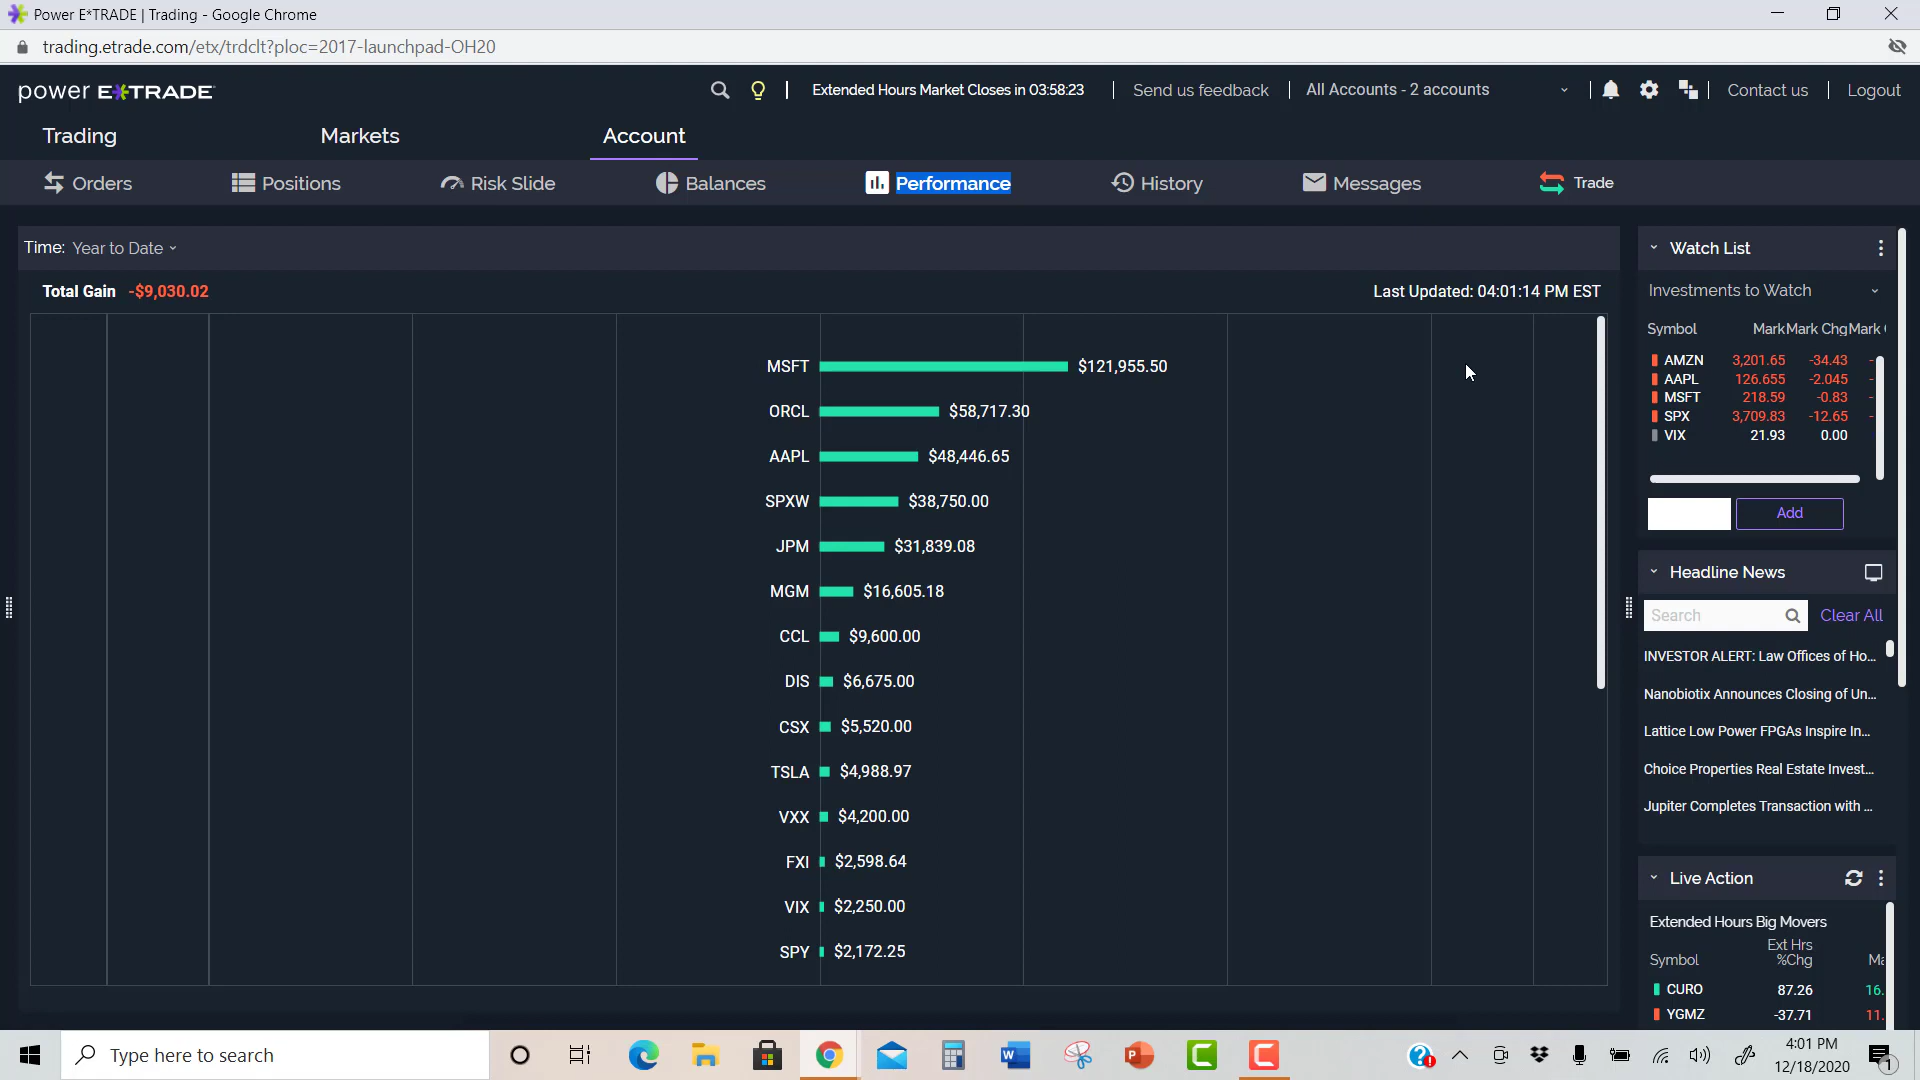 Power E*TRADE | Trading - Google Chrome
trading.etrade.com/etx/trdclt?ploc=2017-launchpad-OH20
power E*TRADE
Extended Hours Market Closes in 03:58:23
Send us feedback
All Accounts - 2 accounts
Contact us
Logout
Trading
Markets
Account
Orders
Positions
Risk Slide
Balances
Performance
History
Messages
Trade
Time: Year to Date
Total Gain -$9,030.02
Last Updated: 04:01:14 PM EST
MSFT $121,955.50
ORCL $58,717.30
AAPL $48,446.65
SPXW $38,750.00
JPM $31,839.08
MGM $16,605.18
CCL $9,600.00
DIS $6,675.00
CSX $5,520.00
TSLA $4,988.97
VXX $4,200.00
FXI $2,598.64
VIX $2,250.00
SPY $2,172.25
Watch List
Investments to Watch
Symbol Mark Mark Chg Mark
AMZN 3,201.65 -34.43 -
AAPL 126.655 -2.045 -
MSFT 218.59 -0.83 -
SPX 3,709.83 -12.65 -
VIX 21.93 0.00
Add
Headline News
Search
Clear All
INVESTOR ALERT: Law Offices of Ho...
Nanobiotix Announces Closing of Un...
Lattice Low Power FPGAs Inspire In...
Choice Properties Real Estate Invest...
Jupiter Completes Transaction with ...
Live Action
Extended Hours Big Movers
Ext Hrs
Symbol %Chg
CURO 87.26 16.
YGMZ -37.71 11.
Type here to search
4:01 PM
12/18/2020
1